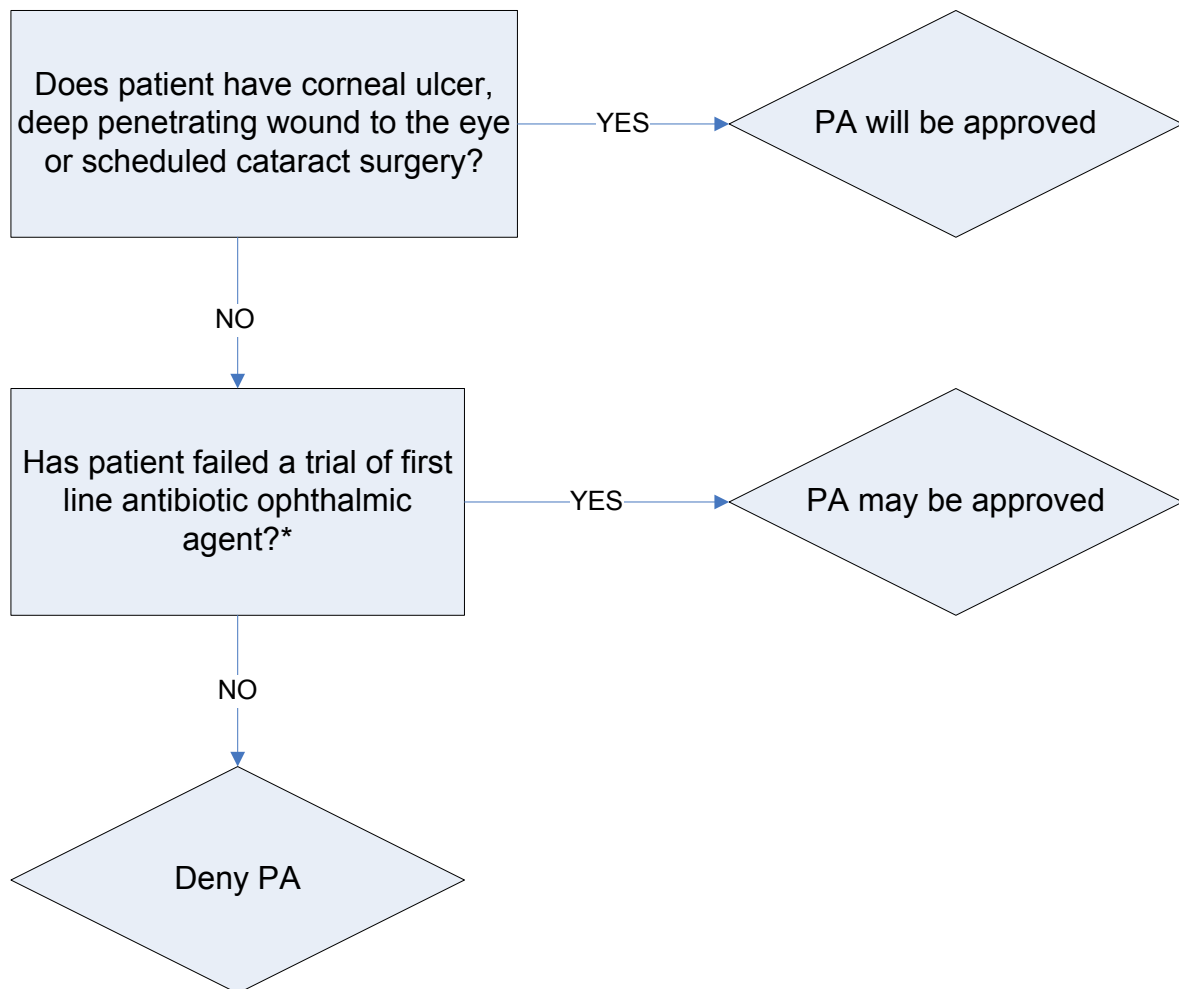 Does patient have corneal ulcer,
deep penetrating wound to the eye
or scheduled cataract surgery?
YES
PA will be approved
NO
Has patient failed a trial of first
line antibiotic ophthalmic
agent?*
YES
PA may be approved
NO
Deny PA